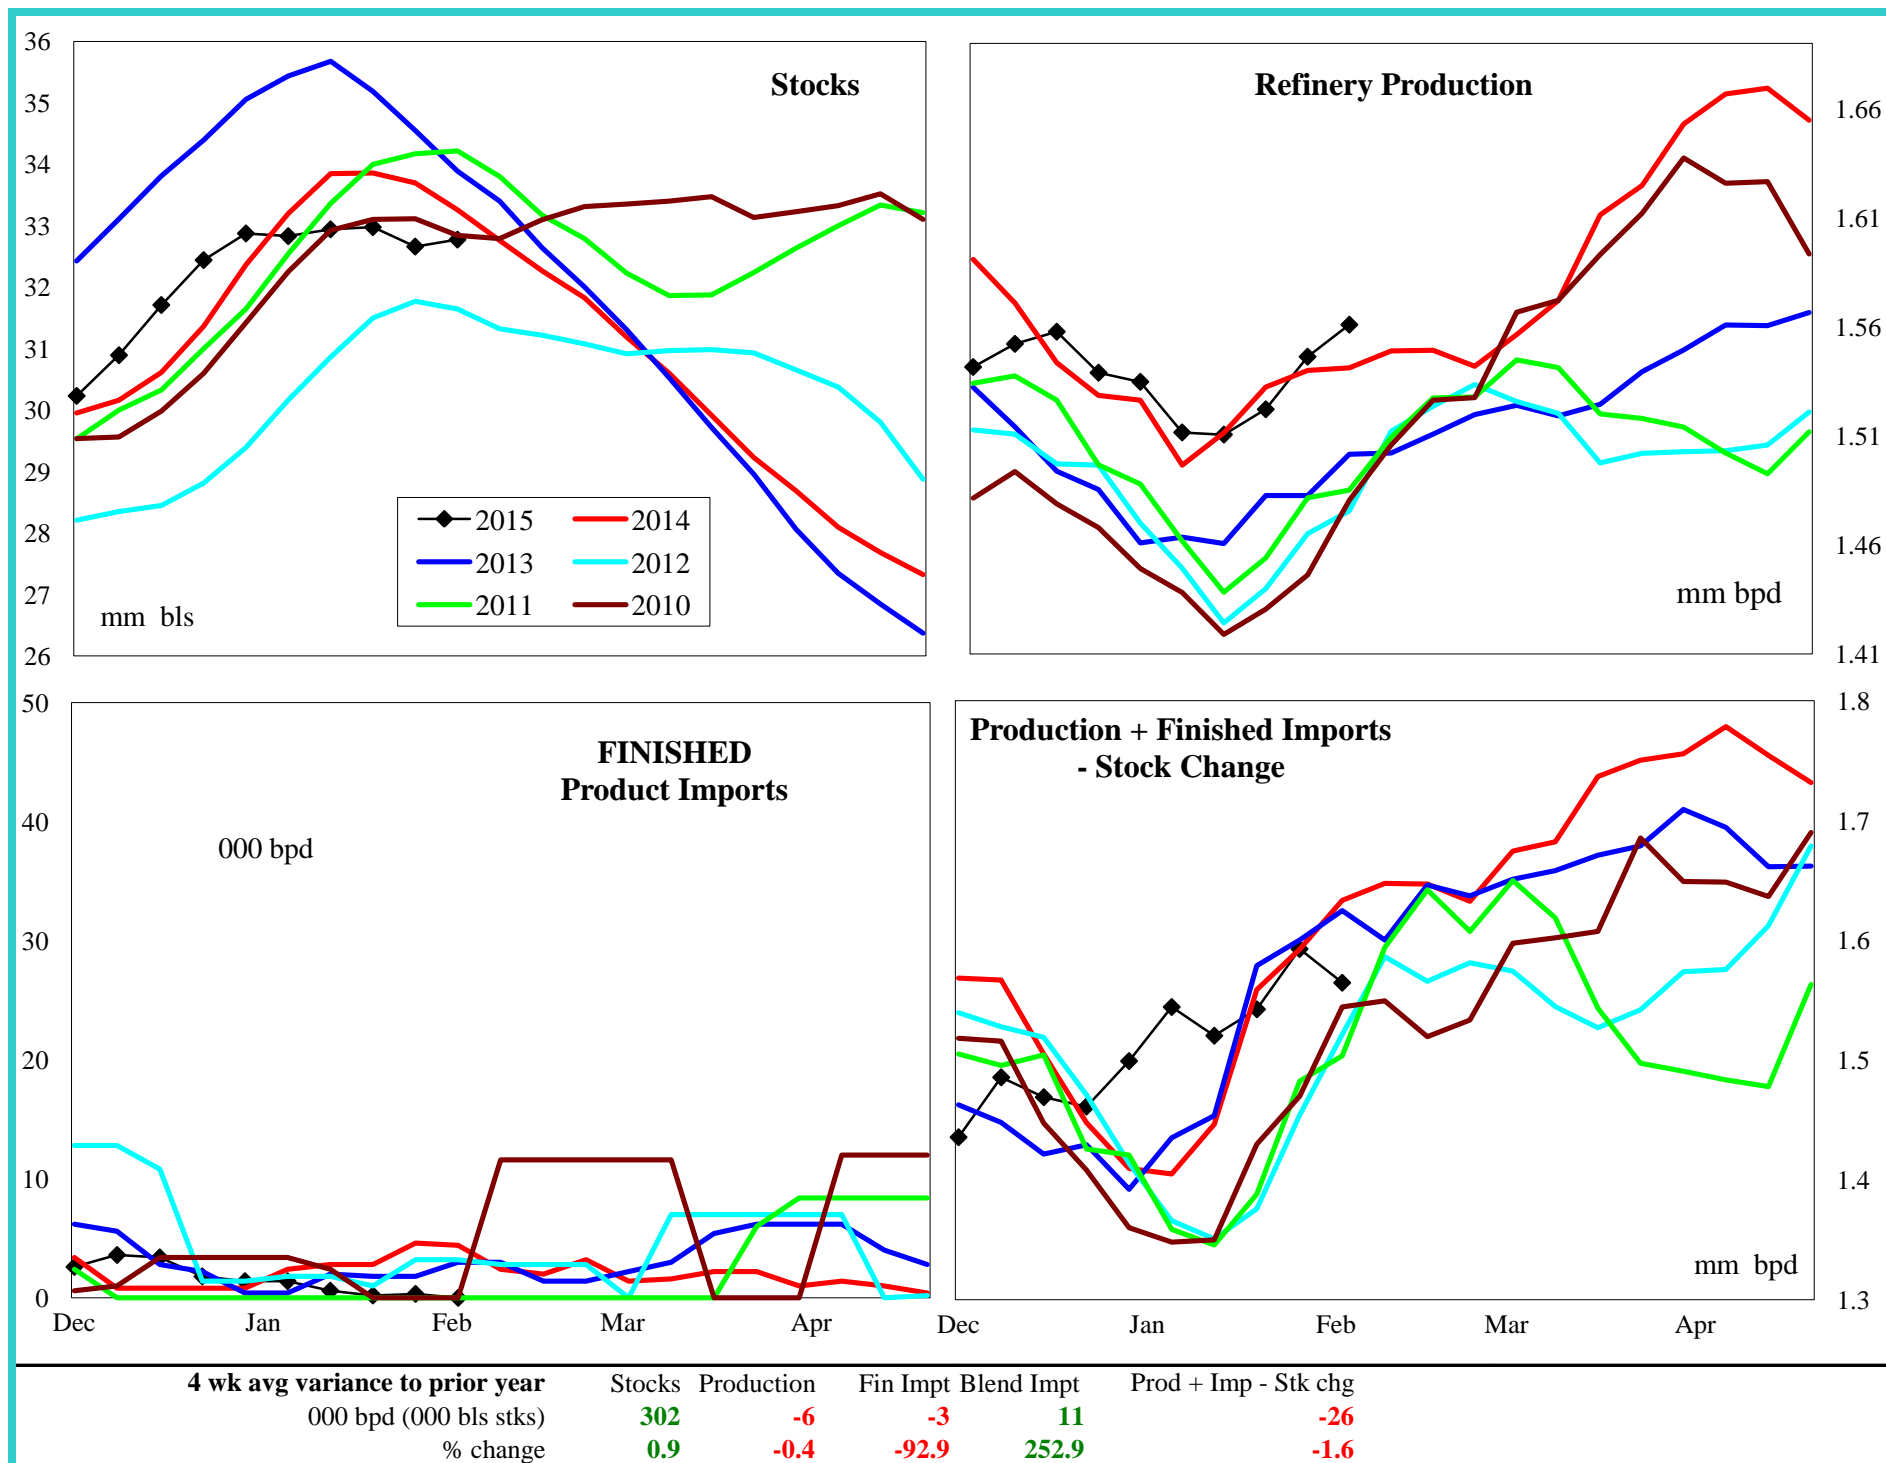 Stocks
36
35
34
33
32
31
30
29
28
27
26
mm bls
2015 2014
2013 2012
2011 2010
Refinery Production
1.66
1.61
1.56
1.51
1.46
1.41
mm bpd
FINISHED
Product Imports
000 bpd
50
40
30
20
10
0
Dec Jan Feb Mar Apr
Production + Finished Imports
- Stock Change
1.8
1.7
1.6
1.5
1.4
1.3
mm bpd
Dec Jan Feb Mar Apr
4 wk avg variance to prior year Stocks Production Fin Impt Blend Impt Prod + Imp - Stk chg
000 bpd (000 bls stks) 302 -6 -3 11 -26
% change 0.9 -0.4 -92.9 252.9 -1.6